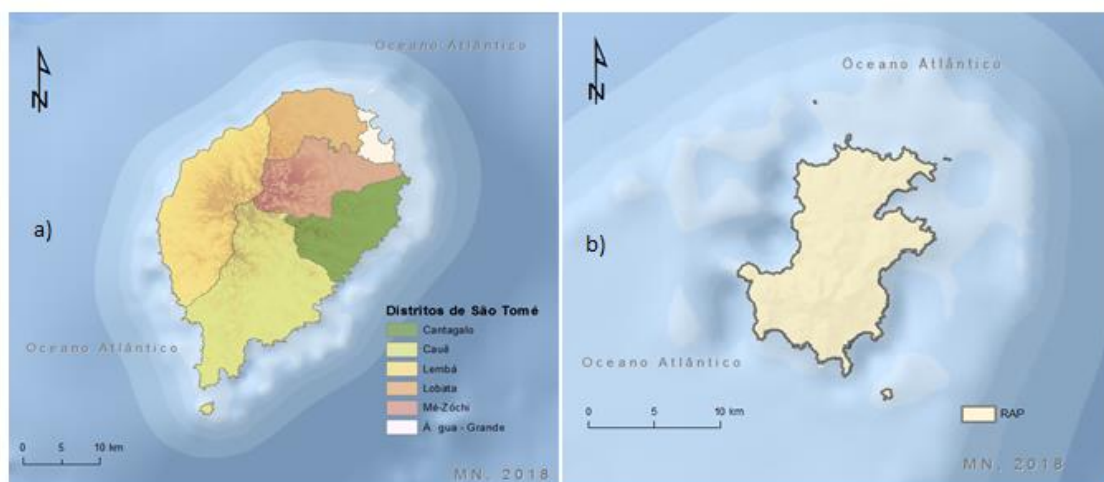 Oceano Atlântico
N
a)
Distritos de São Tomé
Cantagalo
Cauê
Lembá
Lobata
Mé-Zóchi
Á gua - Grande
Oceano Atlântico
0 5 10 km
MN, 2018
Oceano Atlântico
N
b)
Oceano Atlântico
0 5 10 km
RAP
MN, 2018